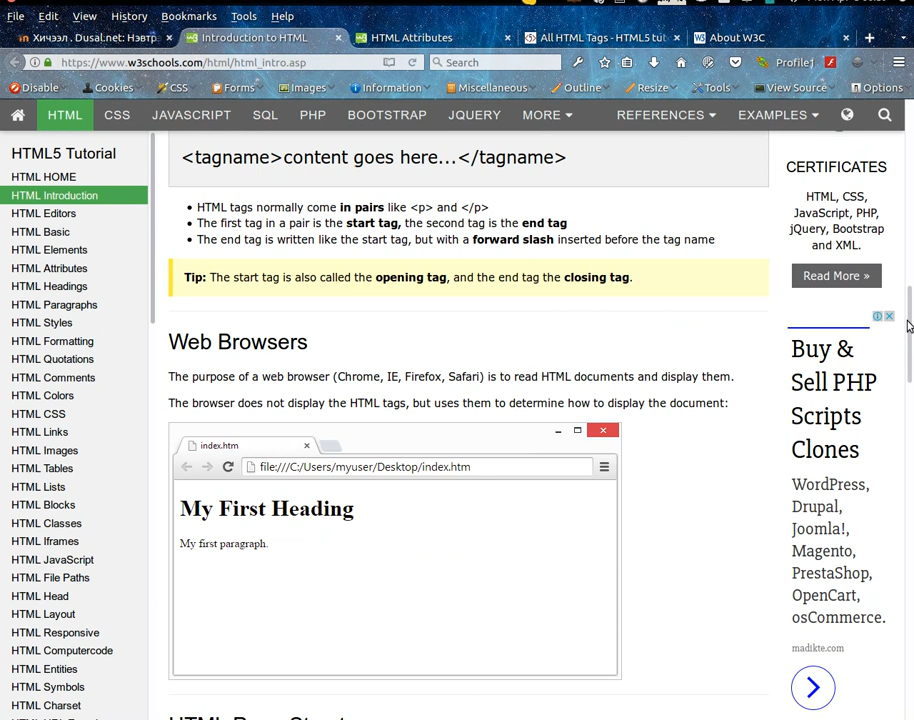 File Edit View History Bookmarks Tools Help
Хичээл . Dusal.net: Нэвтр × Introduction to HTML × HTML Attributes × All HTML Tags - HTML5 tut × About W3C ×
https://www.w3schools.com/html/html_intro.asp Search Profilej
Disable Cookies CSS Forms Images Information Miscellaneous Outline Resize Tools View Source Options
HTML CSS JAVASCRIPT SQL PHP BOOTSTRAP JQUERY MORE REFERENCES EXAMPLES
HTML5 Tutorial
HTML HOME
HTML Introduction
HTML Editors
HTML Basic
HTML Elements
HTML Attributes
HTML Headings
HTML Paragraphs
HTML Styles
HTML Formatting
HTML Quotations
HTML Comments
HTML Colors
HTML CSS
HTML Links
HTML Images
HTML Tables
HTML Lists
HTML Blocks
HTML Classes
HTML Iframes
HTML JavaScript
HTML File Paths
HTML Head
HTML Layout
HTML Responsive
HTML Computercode
HTML Entities
HTML Symbols
HTML Charset
<tagname>content goes here...</tagname>
• HTML tags normally come in pairs like <p> and </p>
• The first tag in a pair is the start tag, the second tag is the end tag
• The end tag is written like the start tag, but with a forward slash inserted before the tag name
Tip: The start tag is also called the opening tag, and the end tag the closing tag.
Web Browsers
The purpose of a web browser (Chrome, IE, Firefox, Safari) is to read HTML documents and display them.
The browser does not display the HTML tags, but uses them to determine how to display the document:
index.htm ×
file:///C:/Users/myuser/Desktop/index.htm
My First Heading
My first paragraph.
CERTIFICATES
HTML, CSS,
JavaScript, PHP,
jQuery, Bootstrap
and XML.
Read More »
Buy &
Sell PHP
Scripts
Clones
WordPress,
Drupal,
Joomla!,
Magento,
PrestaShop,
OpenCart,
osCommerce.
madikte.com